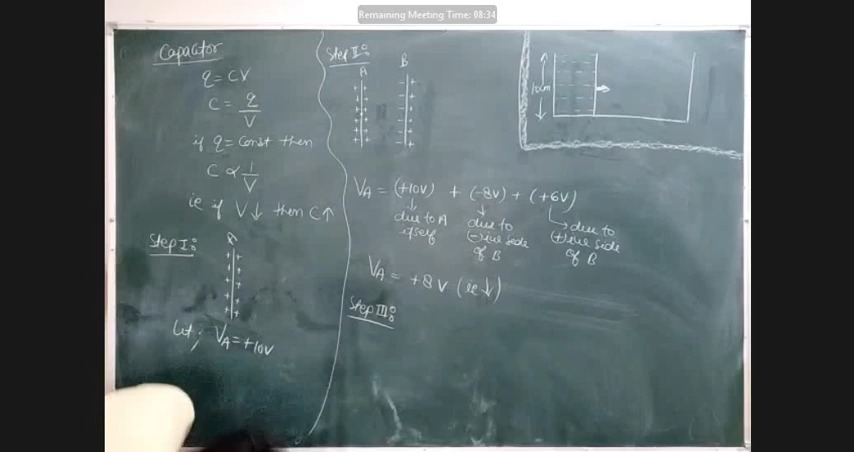 Remaining Meeting Time: 08:34
Capacitor
q = CV
C = q/V
if q = Const then
C ∝ 1/V
ie if V↓ then C↑
Step I:
A
Let, VA = +10V
Step II:
A B
VA = (+10V) + (-8V) + (+6V)
due to A itself
due to (-)ive side of B
due to (+)ive side of B
VA = +8V (ie ↓)
Step III:
10cm